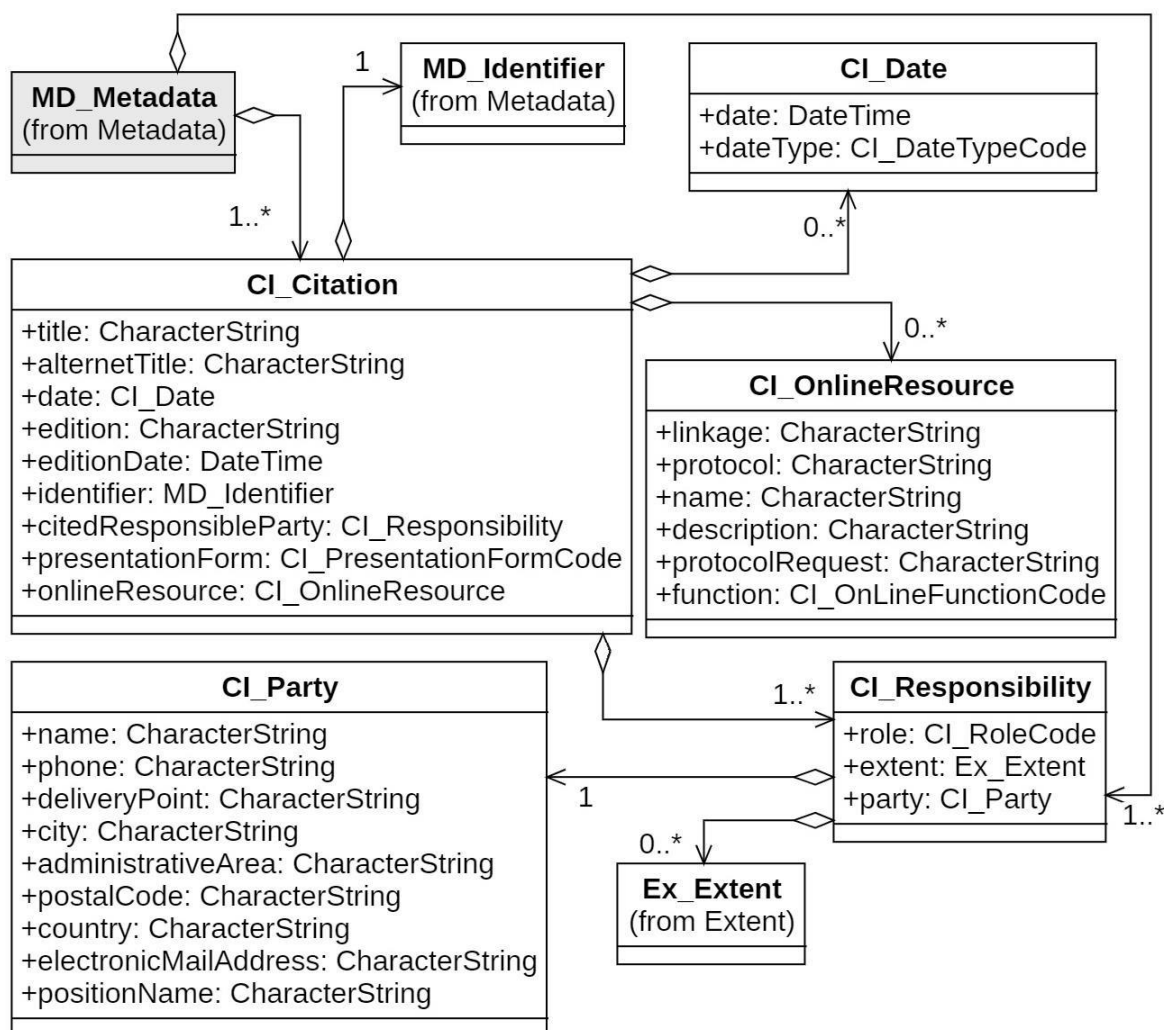 MD_Metadata
(from Metadata)
1
MD_Identifier
(from Metadata)
CI_Date
+date: DateTime
+dateType: CI_DateTypeCode
1..*
0..*
CI_Citation
+title: CharacterString
+alternetTitle: CharacterString
+date: CI_Date
+edition: CharacterString
+editionDate: DateTime
+identifier: MD_Identifier
+citedResponsibleParty: CI_Responsibility
+presentationForm: CI_PresentationFormCode
+onlineResource: CI_OnlineResource
0..*
CI_OnlineResource
+linkage: CharacterString
+protocol: CharacterString
+name: CharacterString
+description: CharacterString
+protocolRequest: CharacterString
+function: CI_OnLineFunctionCode
CI_Party
+name: CharacterString
+phone: CharacterString
+deliveryPoint: CharacterString
+city: CharacterString
+administrativeArea: CharacterString
+postalCode: CharacterString
+country: CharacterString
+electronicMailAddress: CharacterString
+positionName: CharacterString
1..*
CI_Responsibility
+role: CI_RoleCode
+extent: Ex_Extent
+party: CI_Party
1
1..*
0..*
Ex_Extent
(from Extent)